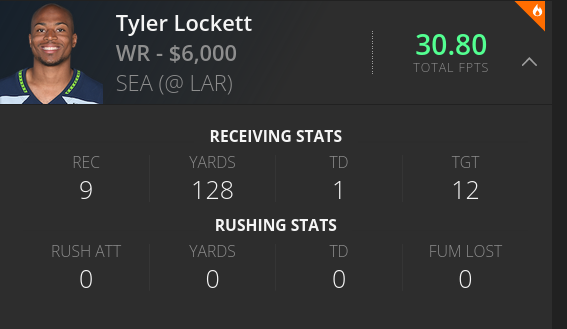 Tyler Lockett
WR - $6,000
SEA (@ LAR)
30.80
TOTAL FPTS
RECEIVING STATS
REC YARDS TD TGT
9 128 1 12
RUSHING STATS
RUSH ATT YARDS TD FUM LOST
0 0 0 0